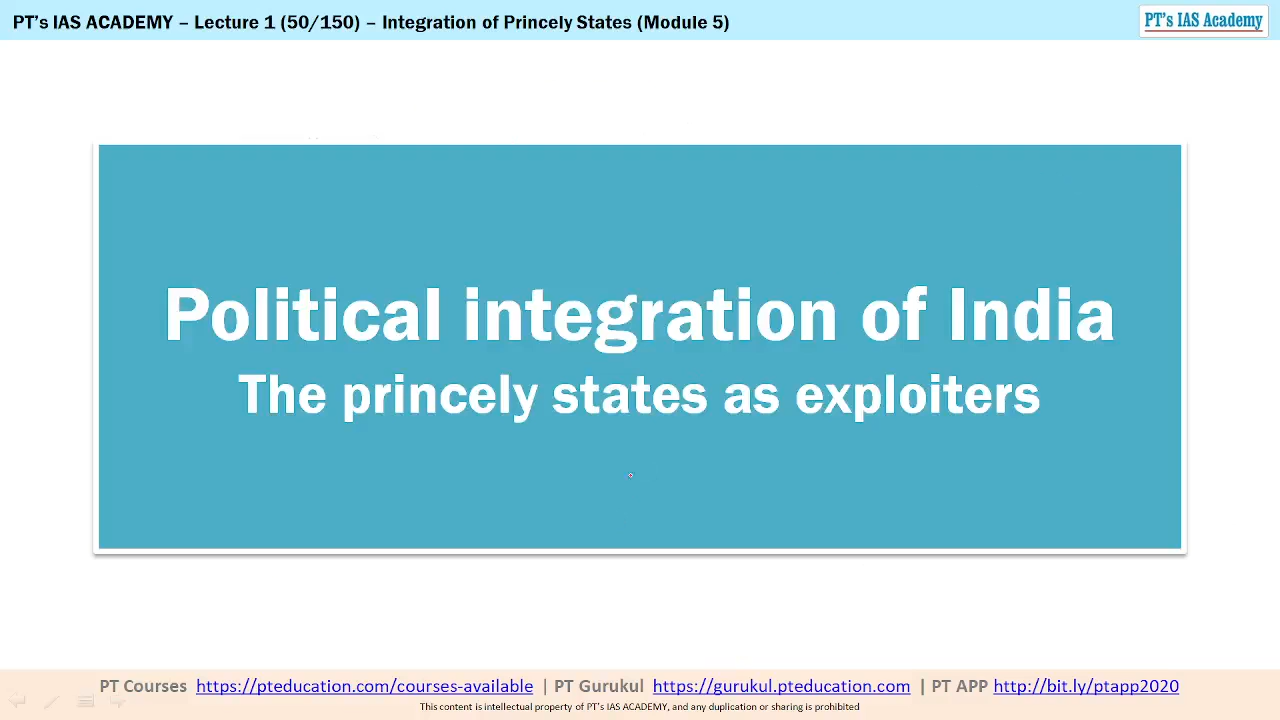 PT's IAS ACADEMY – Lecture 1 (50/150) – Integration of Princely States (Module 5)
PT's IAS Academy
Political integration of India
The princely states as exploiters
PT Courses https://pteducation.com/courses-available | PT Gurukul https://gurukul.pteducation.com | PT APP http://bit.ly/ptapp2020
This content is intellectual property of PT's IAS ACADEMY, and any duplication or sharing is prohibited